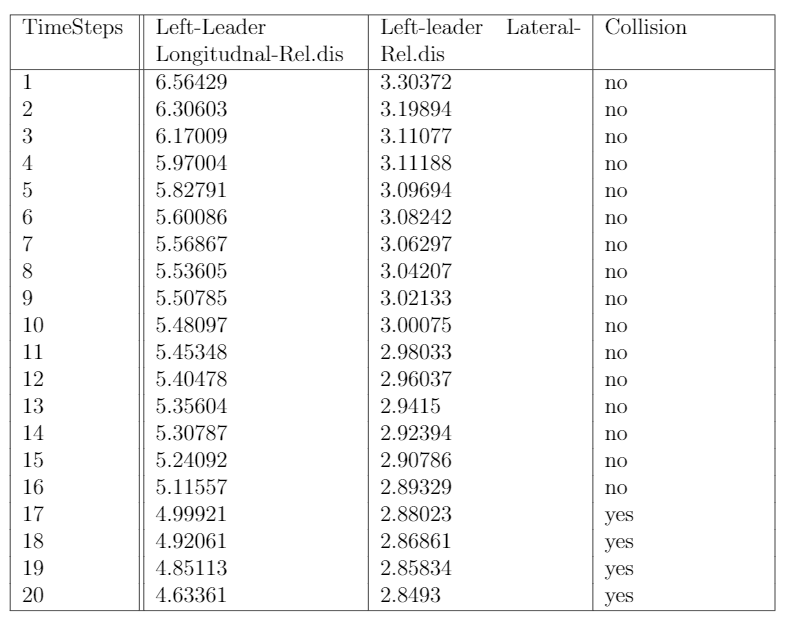 TimeSteps Left-Leader Left-leader Lateral- Collision
Longitudnal-Rel.dis Rel.dis
1 6.56429 3.30372 no
2 6.30603 3.19894 no
3 6.17009 3.11077 no
4 5.97004 3.11188 no
5 5.82791 3.09694 no
6 5.60086 3.08242 no
7 5.56867 3.06297 no
8 5.53605 3.04207 no
9 5.50785 3.02133 no
10 5.48097 3.00075 no
11 5.45348 2.98033 no
12 5.40478 2.96037 no
13 5.35604 2.9415 no
14 5.30787 2.92394 no
15 5.24092 2.90786 no
16 5.11557 2.89329 no
17 4.99921 2.88023 yes
18 4.92061 2.86861 yes
19 4.85113 2.85834 yes
20 4.63361 2.8493 yes